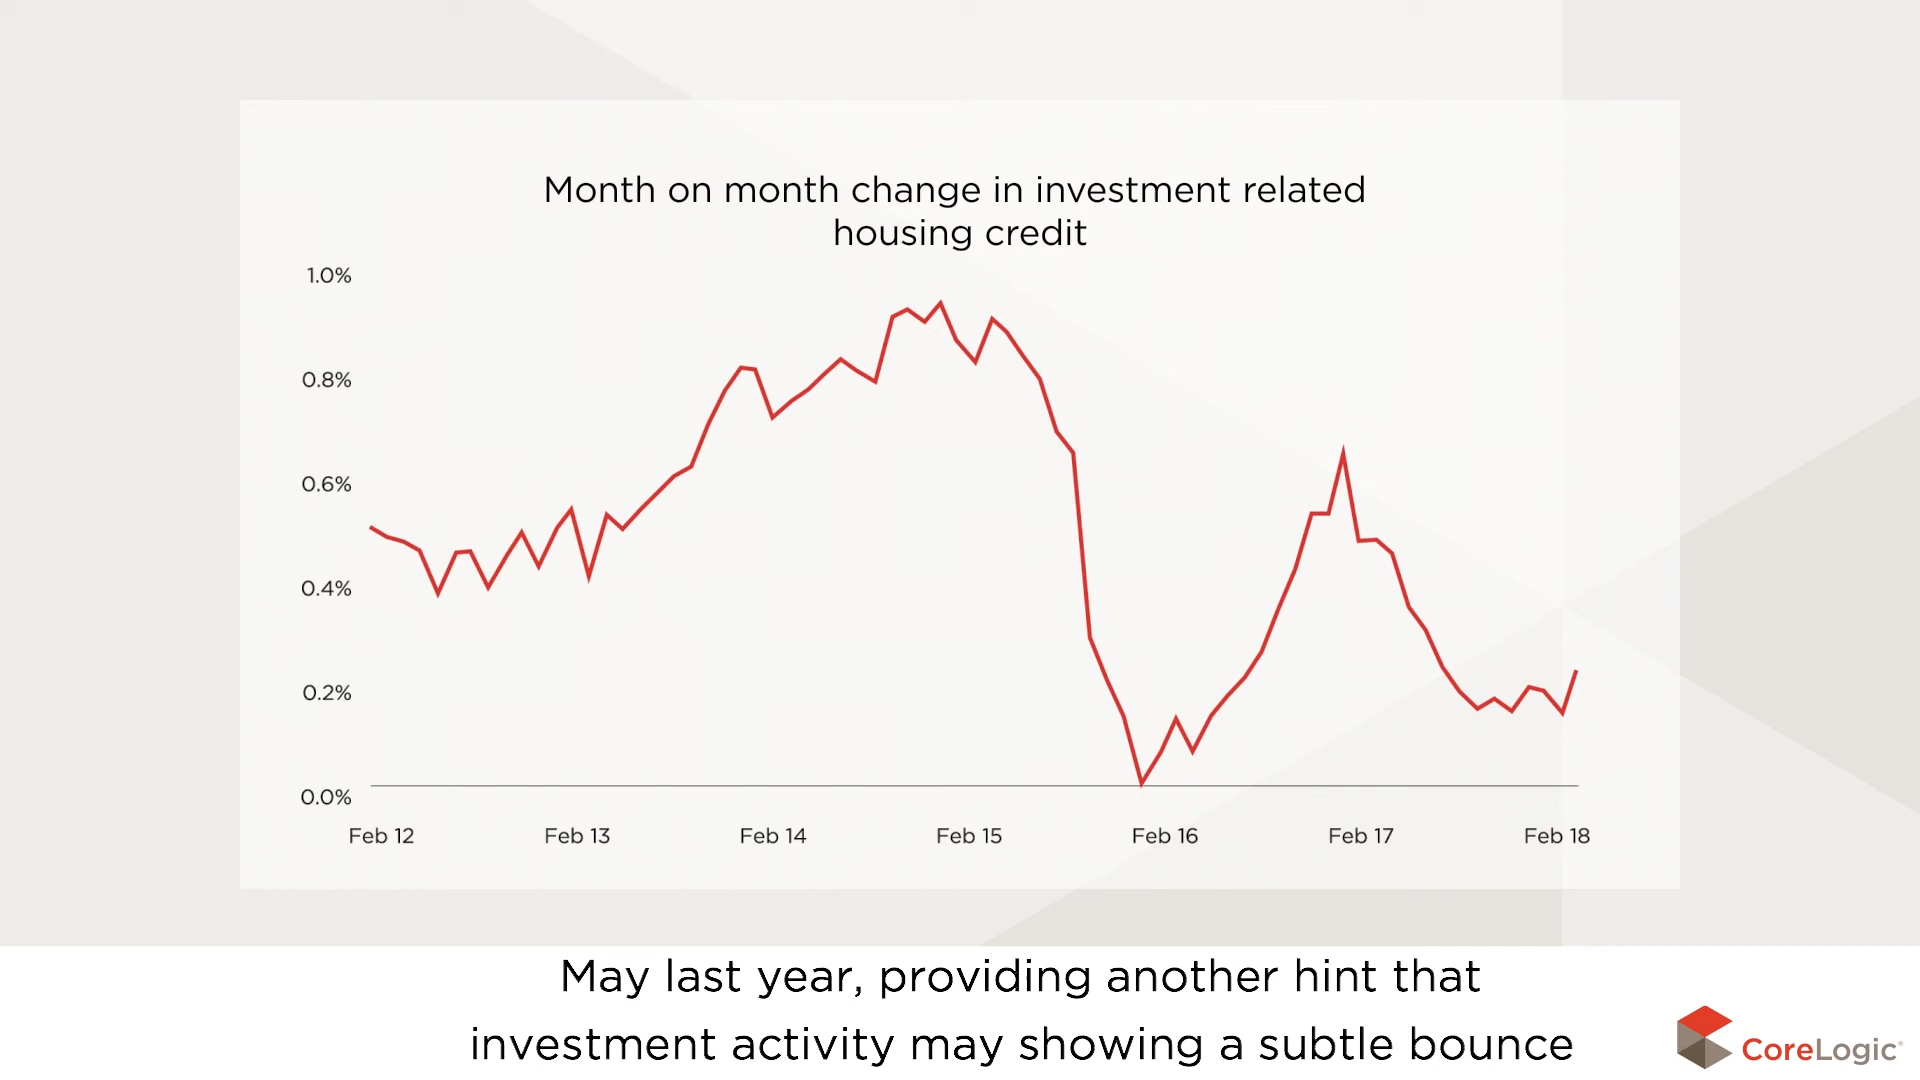 Month on month change in investment related
housing credit
1.0%
0.8%
0.6%
0.4%
0.2%
0.0%
Feb 12 Feb 13 Feb 14 Feb 15 Feb 16 Feb 17 Feb 18
May last year, providing another hint that
investment activity may showing a subtle bounce
CoreLogic